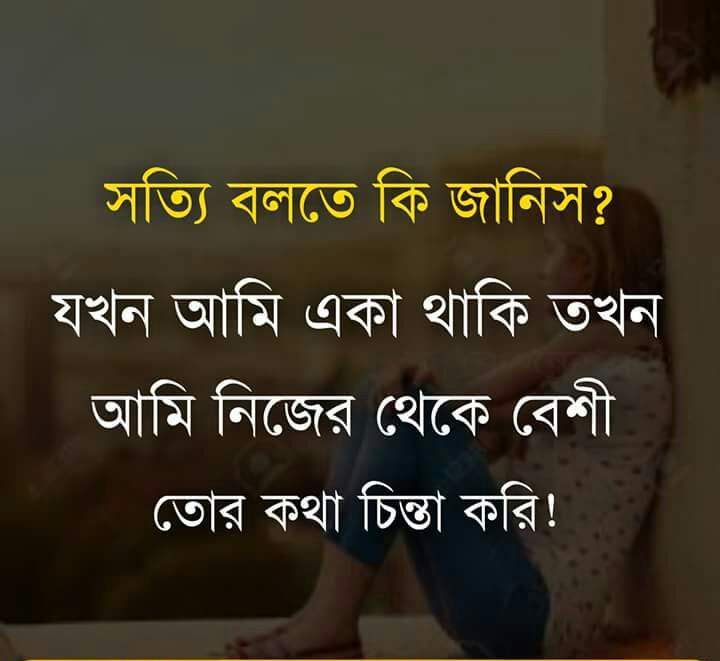 সত্যি বলতে কি জানিস?
যখন আমি একা থাকি তখন
আমি নিজের থেকে বেশী
তোর কথা চিন্তা করি!